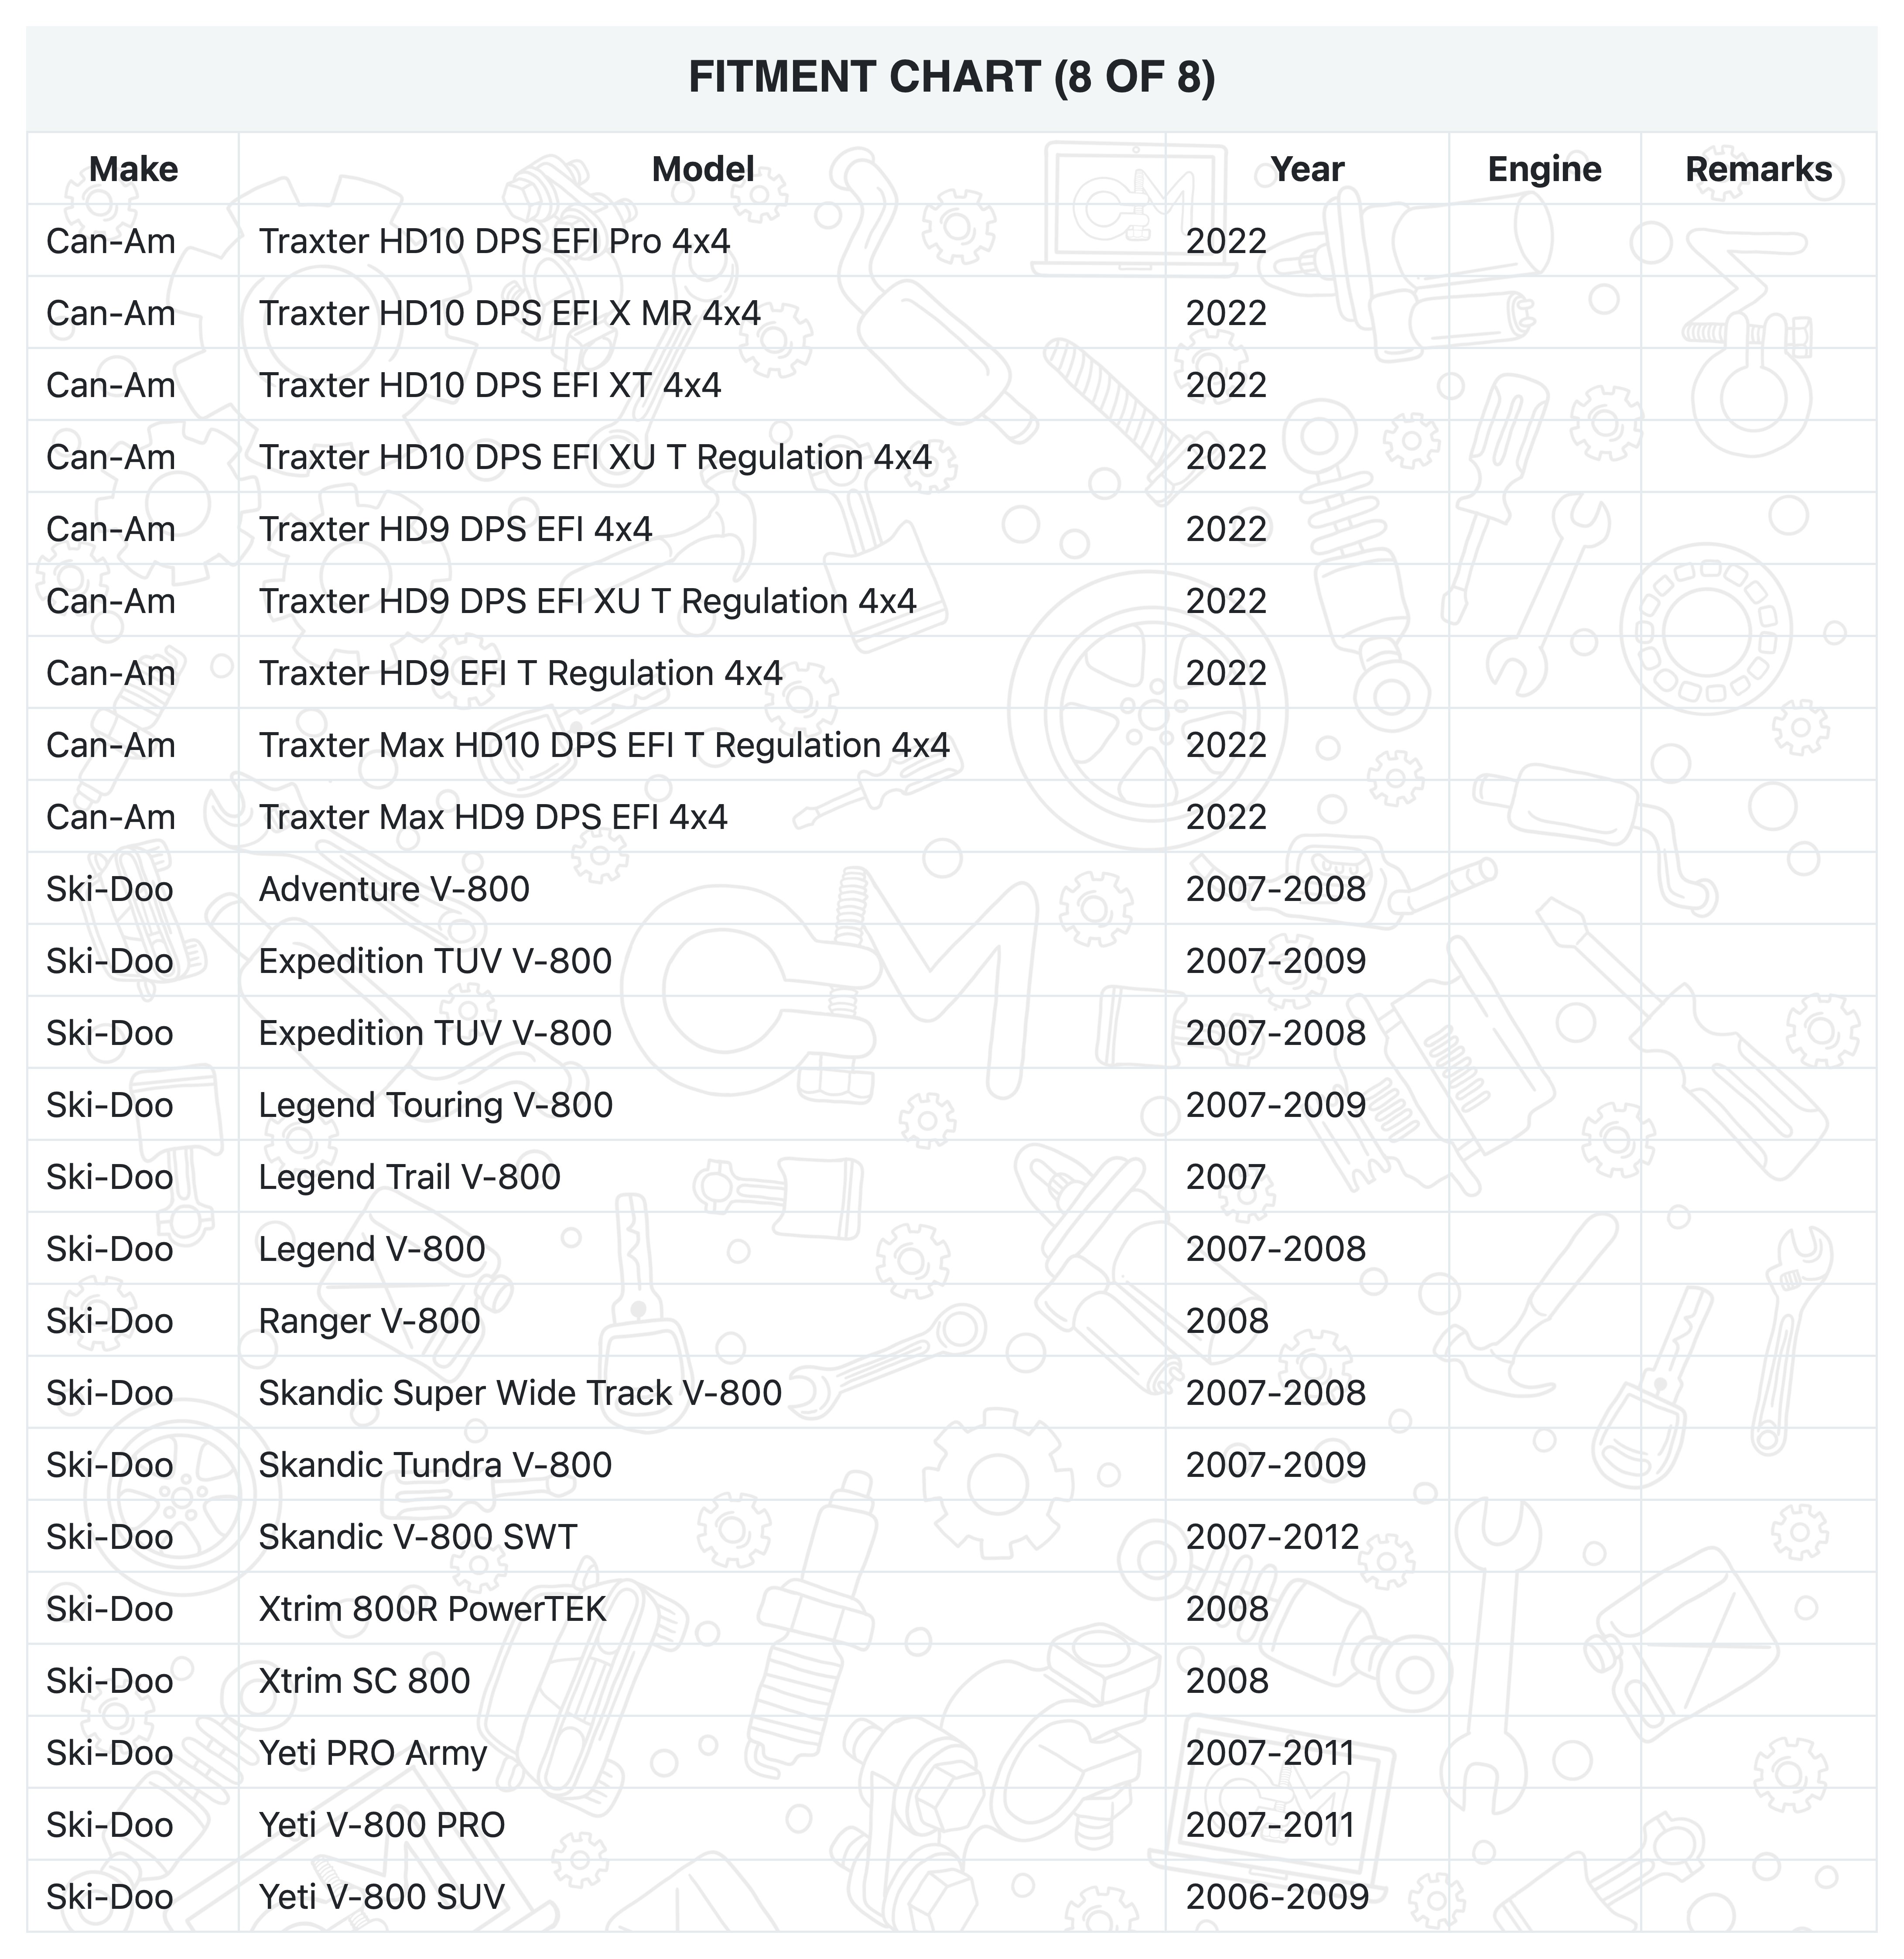 FITMENT CHART (8 OF 8)
Make Model Year Engine Remarks
Can-Am Traxter HD10 DPS EFI Pro 4x4 2022
Can-Am Traxter HD10 DPS EFI X MR 4x4 2022
Can-Am Traxter HD10 DPS EFI XT 4x4 2022
Can-Am Traxter HD10 DPS EFI XU T Regulation 4x4 2022
Can-Am Traxter HD9 DPS EFI 4x4 2022
Can-Am Traxter HD9 DPS EFI XU T Regulation 4x4 2022
Can-Am Traxter HD9 EFI T Regulation 4x4 2022
Can-Am Traxter Max HD10 DPS EFI T Regulation 4x4 2022
Can-Am Traxter Max HD9 DPS EFI 4x4 2022
Ski-Doo Adventure V-800 2007-2008
Ski-Doo Expedition TUV V-800 2007-2009
Ski-Doo Expedition TUV V-800 2007-2008
Ski-Doo Legend Touring V-800 2007-2009
Ski-Doo Legend Trail V-800 2007
Ski-Doo Legend V-800 2007-2008
Ski-Doo Ranger V-800 2008
Ski-Doo Skandic Super Wide Track V-800 2007-2008
Ski-Doo Skandic Tundra V-800 2007-2009
Ski-Doo Skandic V-800 SWT 2007-2012
Ski-Doo Xtrim 800R PowerTEK 2008
Ski-Doo Xtrim SC 800 2008
Ski-Doo Yeti PRO Army 2007-2011
Ski-Doo Yeti V-800 PRO 2007-2011
Ski-Doo Yeti V-800 SUV 2006-2009